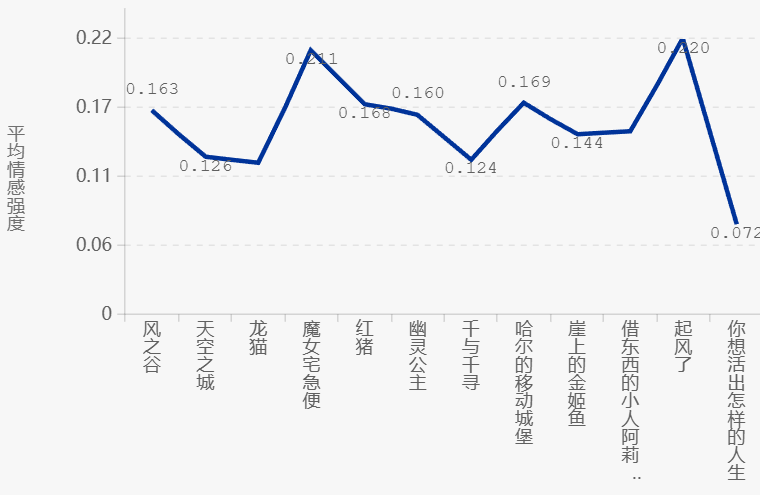 0.22
0.17
0.11
0.06
0
平均情感强度
0.163
0.126
0.211
0.168
0.160
0.124
0.169
0.144
0.220
0.072
风之谷
天空之城
龙猫
魔女宅急便
红猪
幽灵公主
千与千寻
哈尔的移动城堡
崖上的金姬鱼
借东西的小人阿莉..
起风了
你想活出怎样的人生